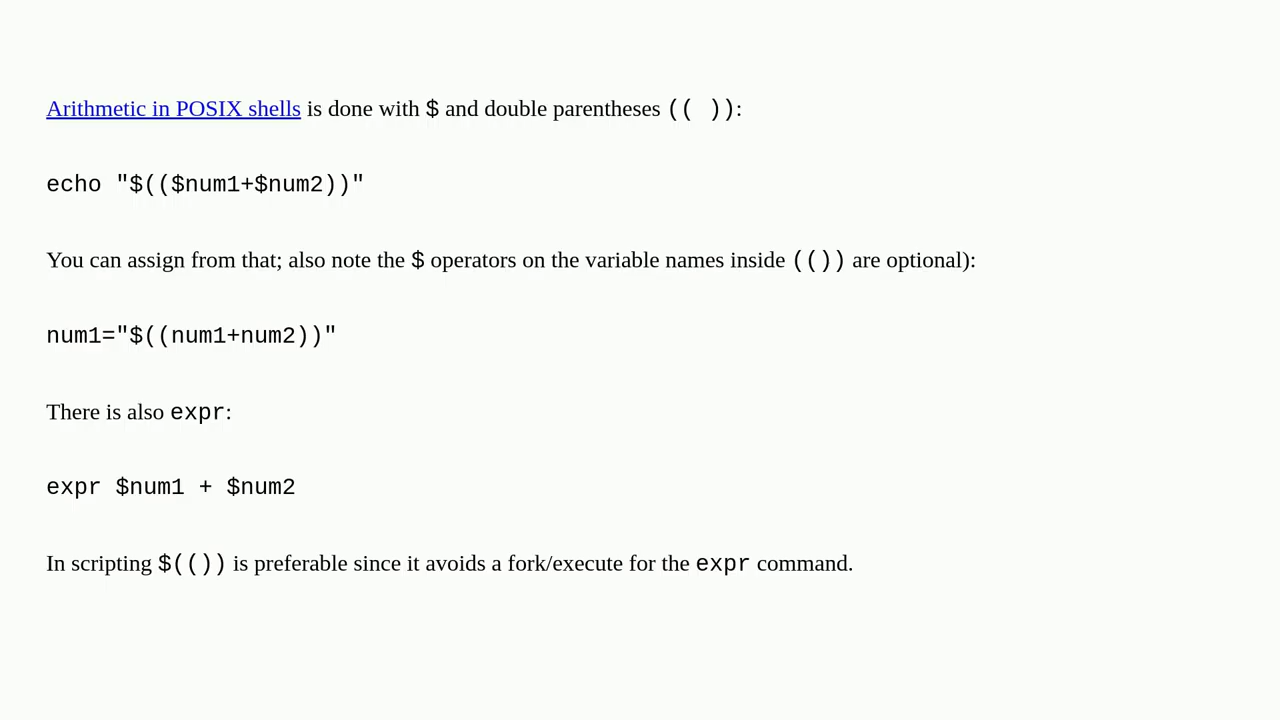 Arithmetic in POSIX shells is done with $ and double parentheses (( )):
echo "$(($num1+$num2))"
You can assign from that; also note the $ operators on the variable names inside (()) are optional):
num1="$((num1+num2))"
There is also expr:
expr $num1 + $num2
In scripting $(()) is preferable since it avoids a fork/execute for the expr command.